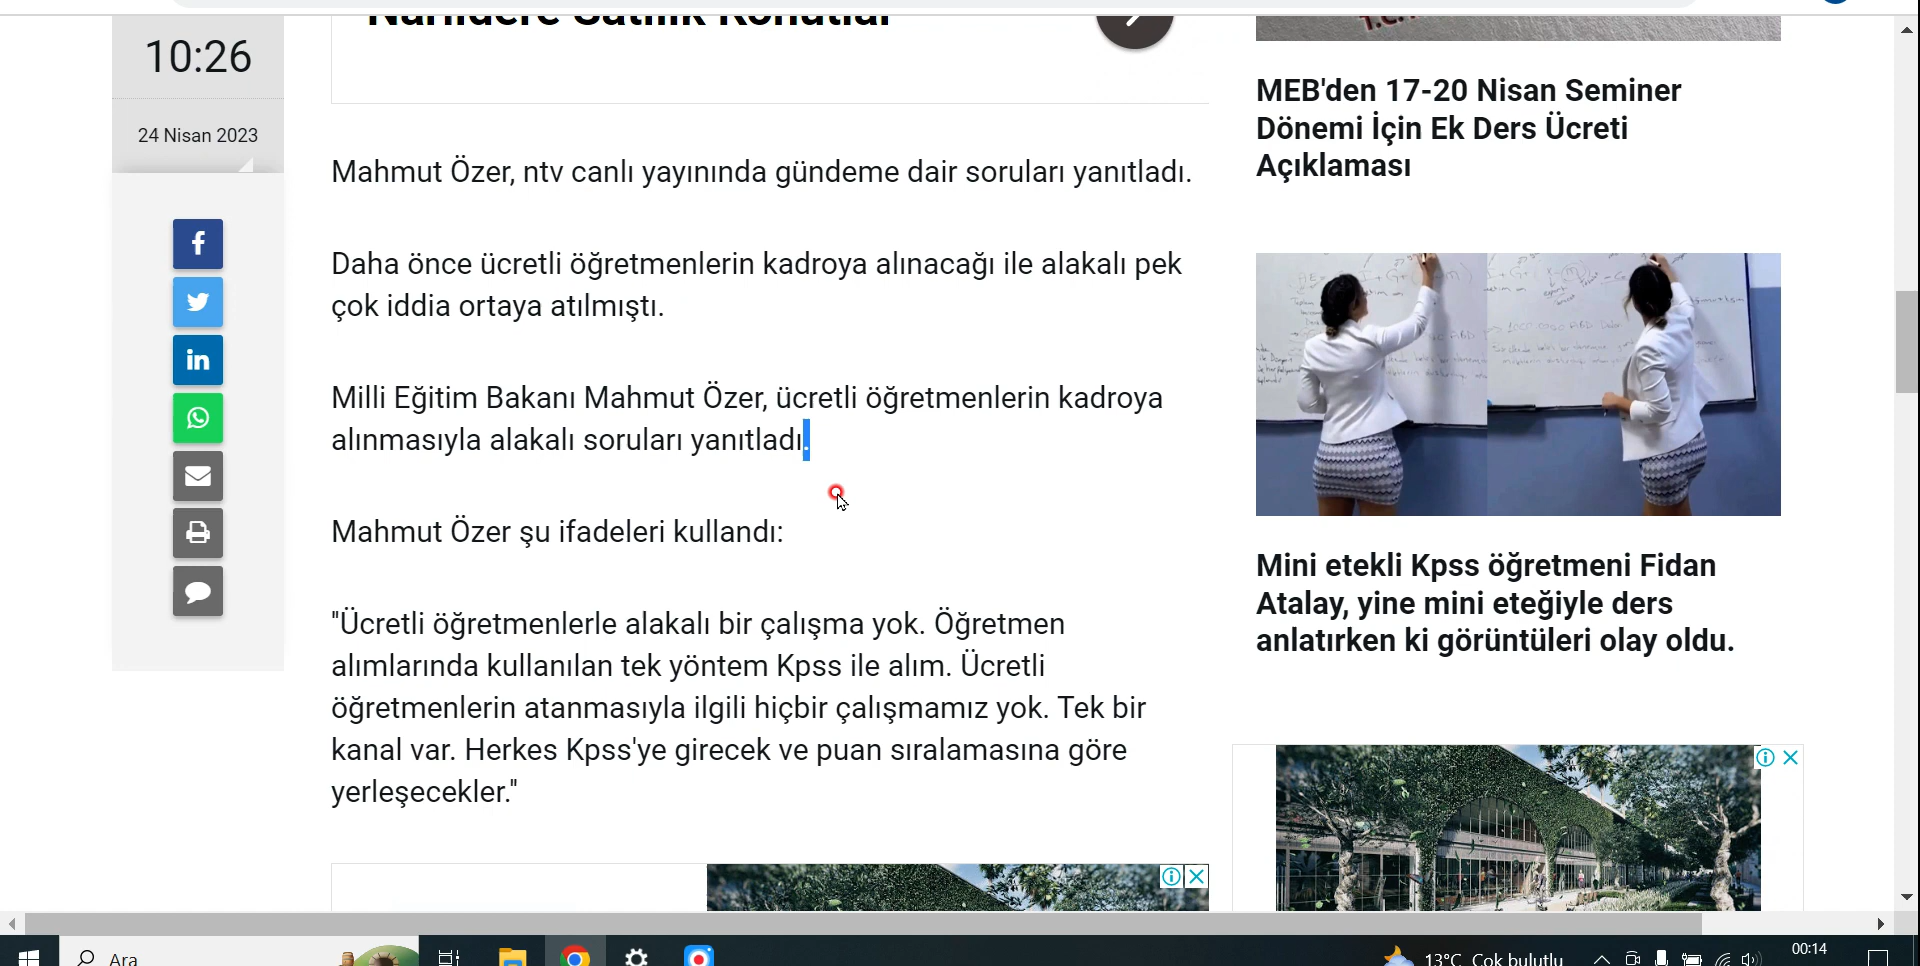 Narlıdere Satılık Konutlar
10:26
24 Nisan 2023
Mahmut Özer, ntv canlı yayınında gündeme dair soruları yanıtladı.
Daha önce ücretli öğretmenlerin kadroya alınacağı ile alakalı pek
çok iddia ortaya atılmıştı.
Milli Eğitim Bakanı Mahmut Özer, ücretli öğretmenlerin kadroya
alınmasıyla alakalı soruları yanıtladı.
Mahmut Özer şu ifadeleri kullandı:
"Ücretli öğretmenlerle alakalı bir çalışma yok. Öğretmen
alımlarında kullanılan tek yöntem Kpss ile alım. Ücretli
öğretmenlerin atanmasıyla ilgili hiçbir çalışmamız yok. Tek bir
kanal var. Herkes Kpss'ye girecek ve puan sıralamasına göre
yerleşecekler."
T.C.
MEB'den 17-20 Nisan Seminer
Dönemi İçin Ek Ders Ücreti
Açıklaması
Mini etekli Kpss öğretmeni Fidan
Atalay, yine mini eteğiyle ders
anlatırken ki görüntüleri olay oldu.
Ara
13°C Çok bulutlu
00:14